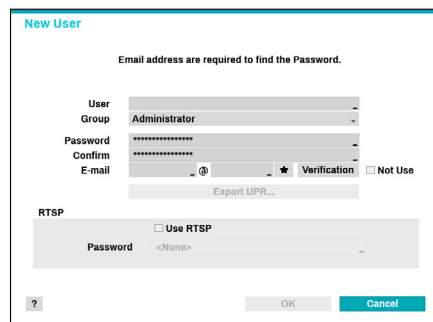 New User
Email address are required to find the Password.
User
Group Administrator
Password ****************
Confirm ****************
E-mail @ Verification Not Use
Export UPR...
RTSP
Use RTSP
Password <None>
? OK Cancel